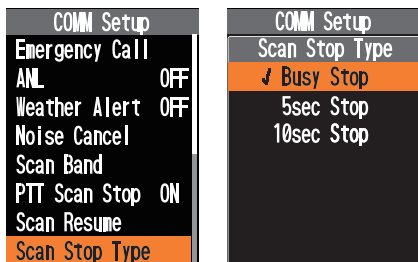 COMM Setup
Emergency Call
ANL OFF
Weather Alert OFF
Noise Cancel
Scan Band
PTT Scan Stop ON
Scan Resume
Scan Stop Type
COMM Setup
Scan Stop Type
✓ Busy Stop
5sec Stop
10sec Stop